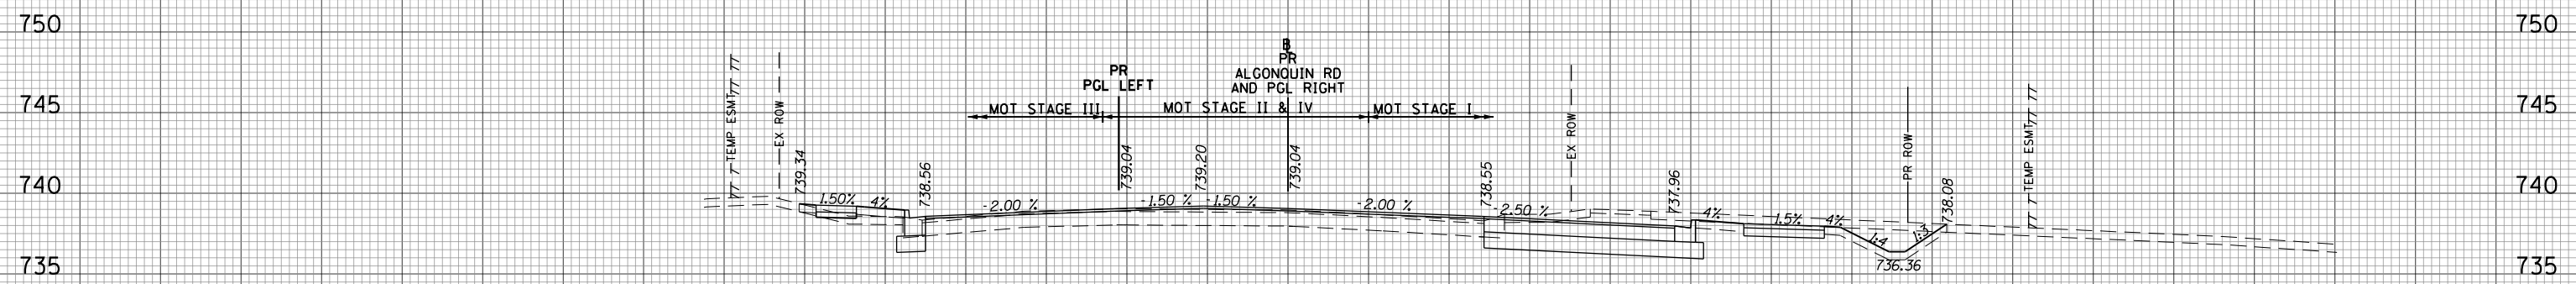 750
750
B
PR
ALGONQUIN RD
AND PGL RIGHT
PR
PGL LEFT
745
745
MOT STAGE III
MOT STAGE II & IV
MOT STAGE I
TEMP ESMT
EX ROW
EX ROW
PR ROW
TEMP ESMT
739.34
738.56
739.04
739.20
739.04
738.55
737.96
738.08
740
740
1.50%
4%
-2.00 %
-1.50 %
-1.50 %
-2.00 %
-2.50 %
4%
1.5%
4%
1:4
1:3
736.36
735
735